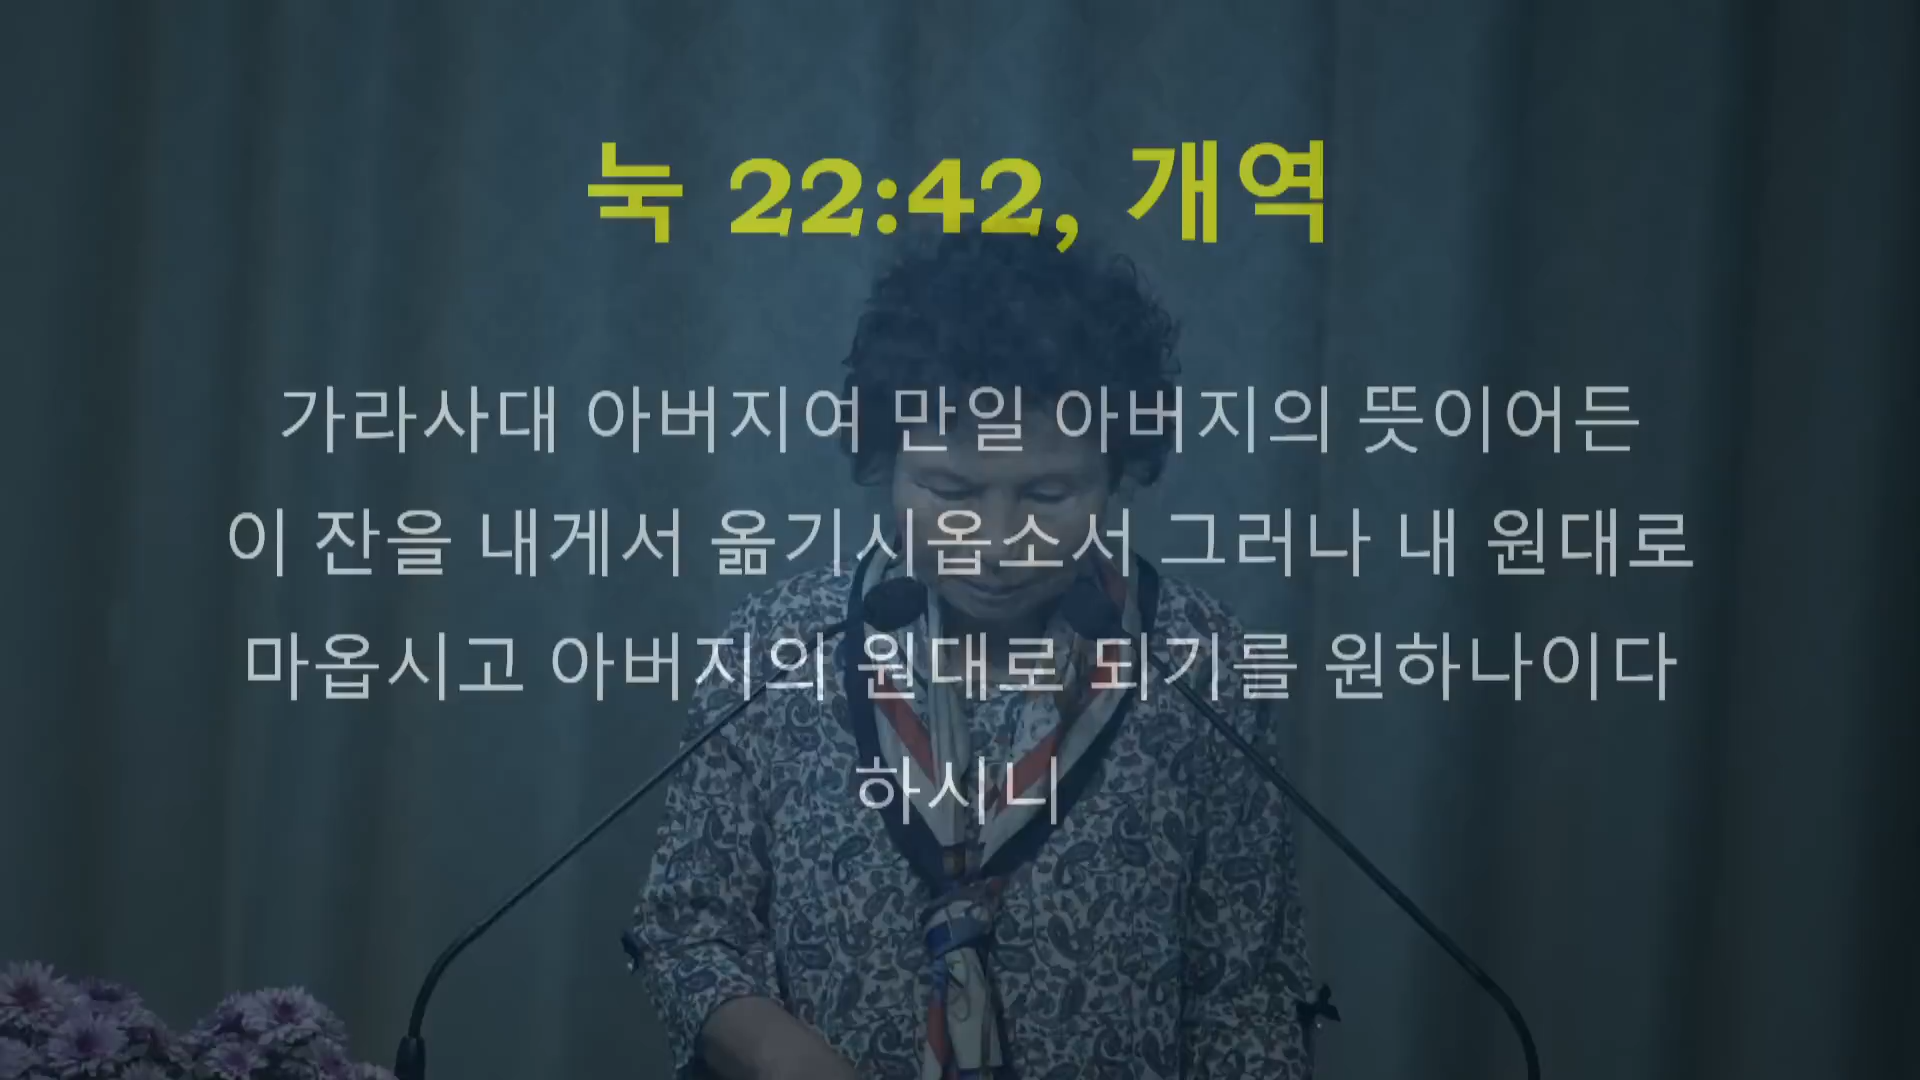 눅 22:42, 개역
가라사대 아버지여 만일 아버지의 뜻이어든
이 잔을 내게서 옮기시옵소서 그러나 내 원대로
마옵시고 아버지의 원대로 되기를 원하나이다
하시니